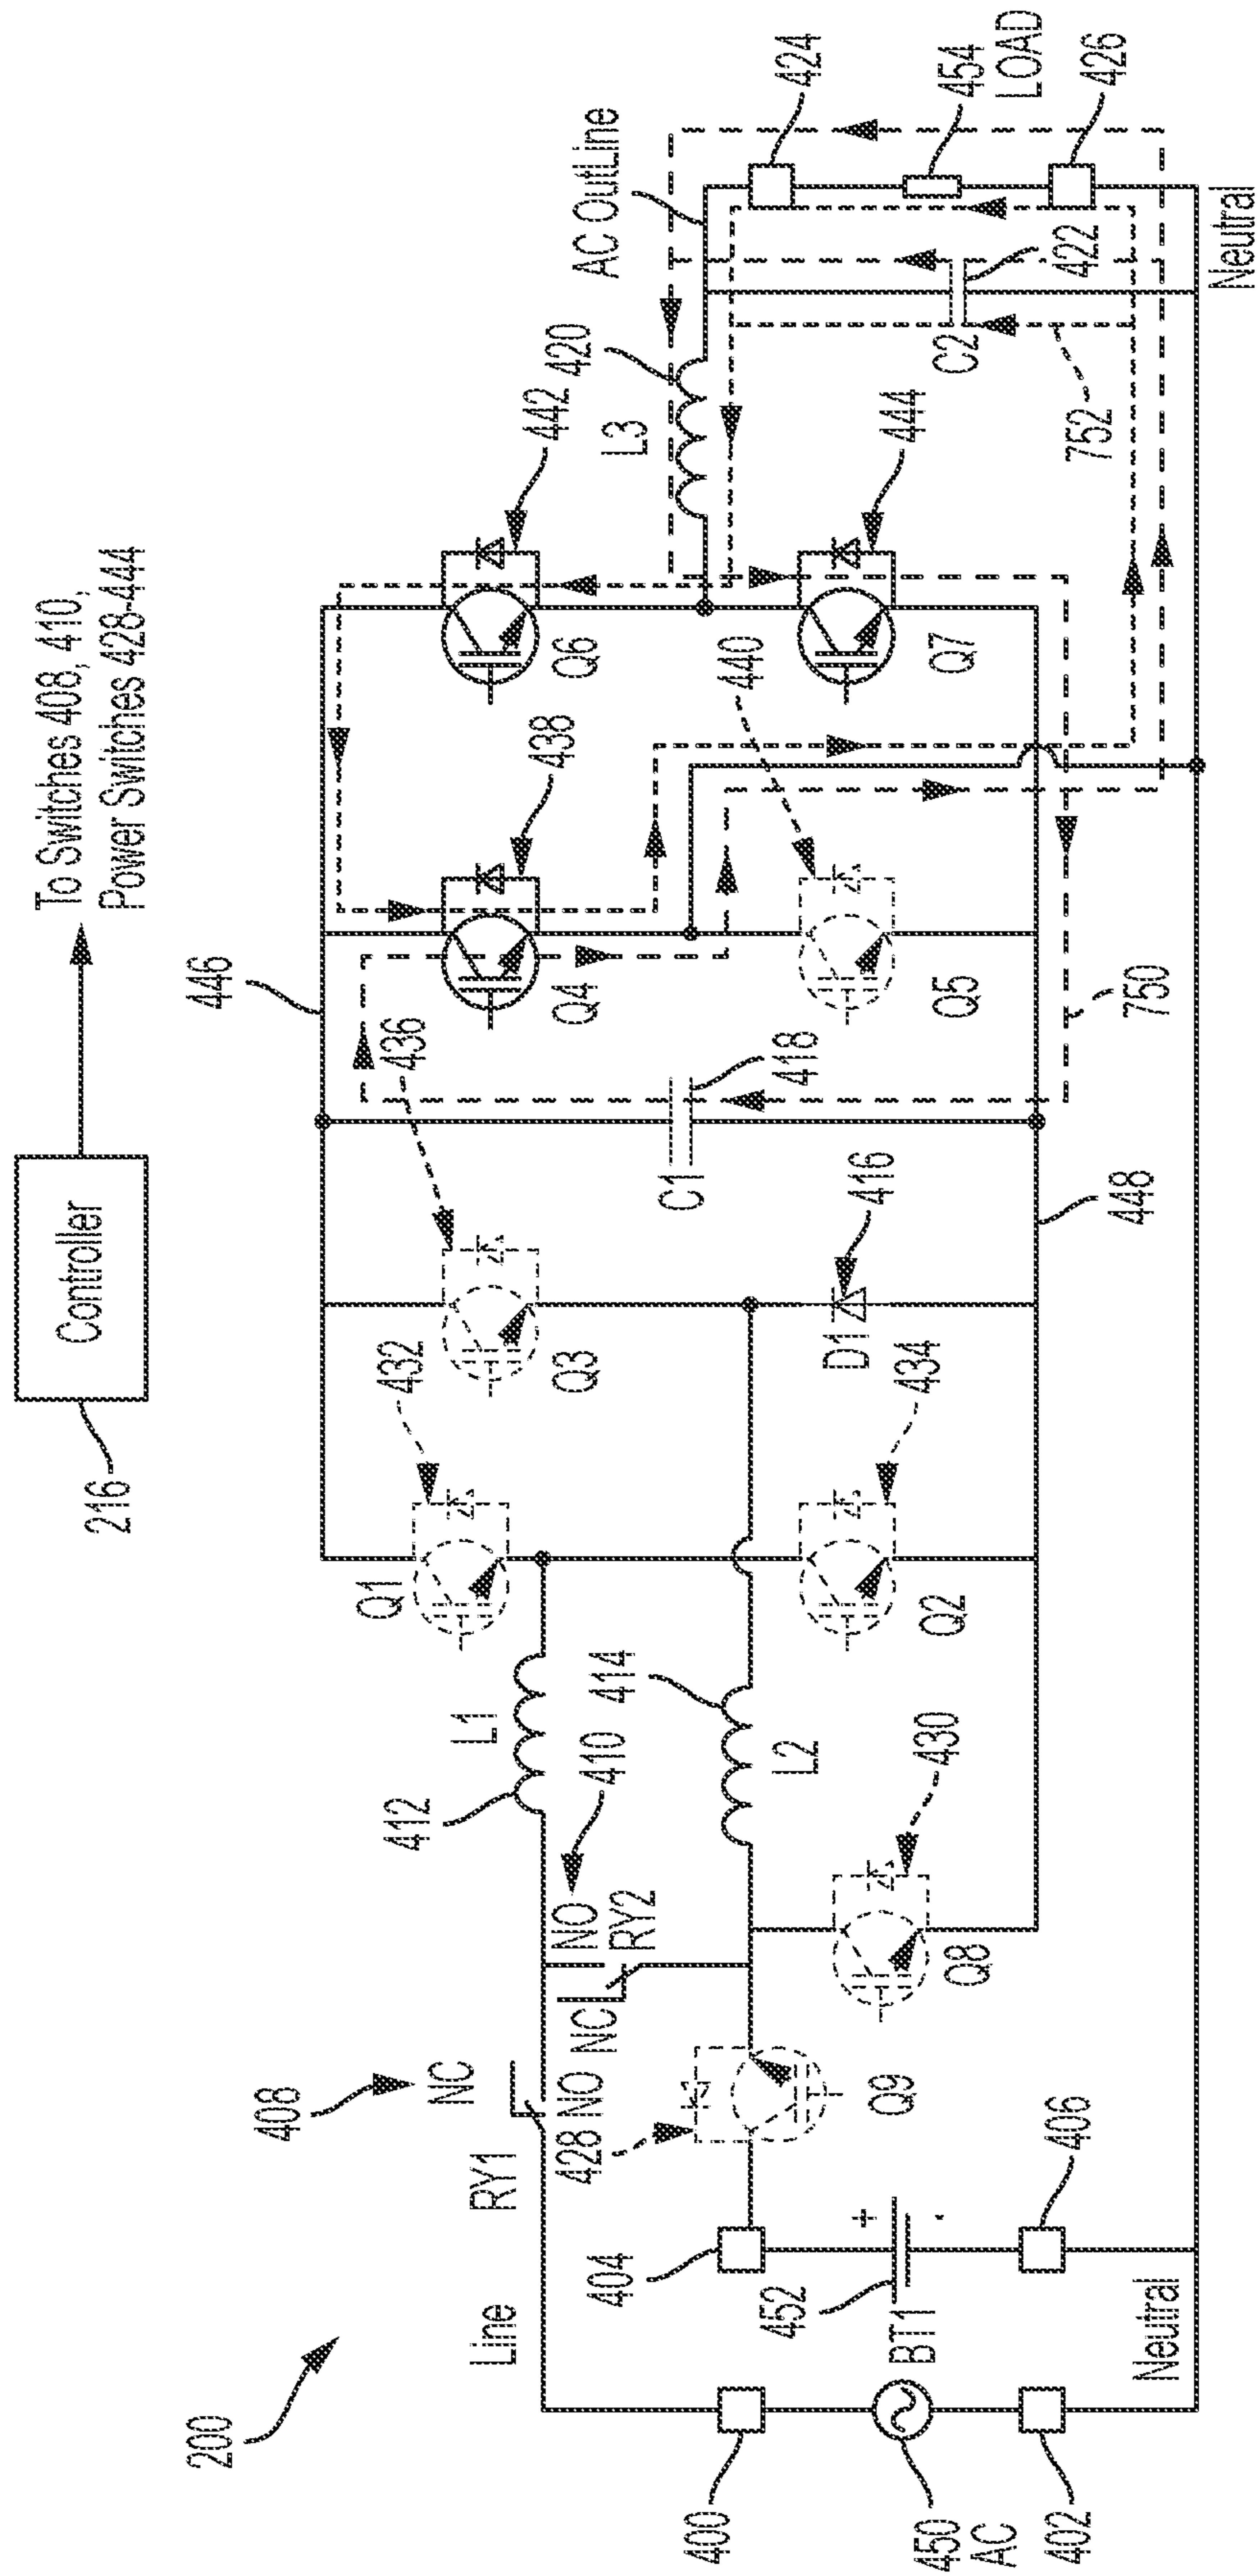 Controller
216
To Switches 408, 410,
Power Switches 428-444
200
408
NC
RY1
NO
428
Line
412
L1
NO
410
RY2
NC
414
L2
Q9
430
Q8
404
452
BT1
+
-
406
400
450
AC
402
Neutral
Q1
432
Q2
434
436
Q3
D1
416
446
448
C1
418
Q4
438
Q5
440
750
Q6
442
Q7
444
L3
420
AC OutLine
C2
422
752
424
454
LOAD
426
Neutral